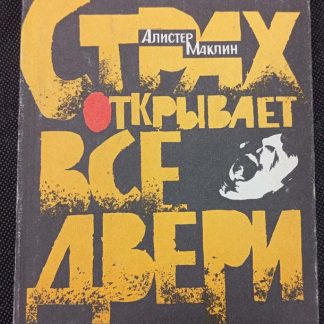 СТРАХ
АЛИСТЕР
МАКЛИН
ОТКРЫВАЕТ
ВСЕ
ДВЕРИ